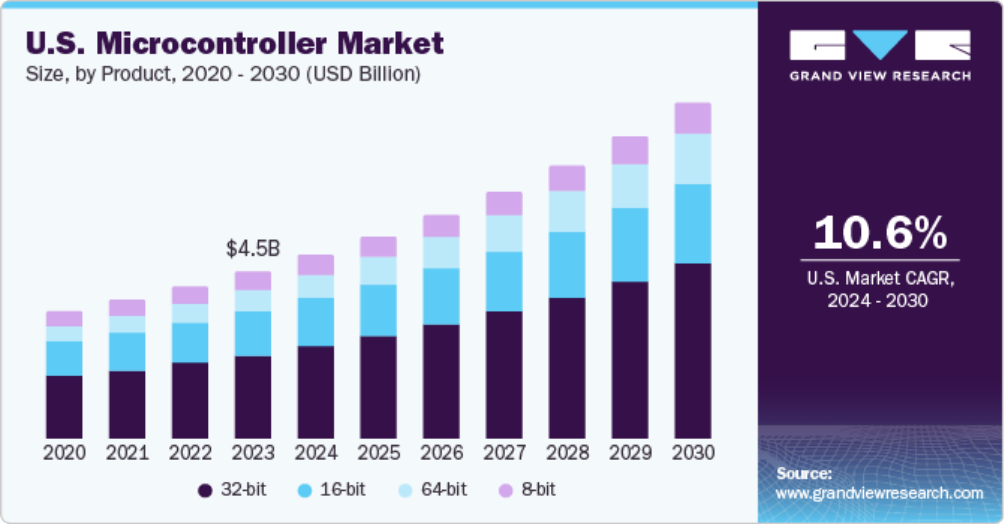 U.S. Microcontroller Market
Size, by Product, 2020 - 2030 (USD Billion)
$4.5B
2020 2021 2022 2023 2024 2025 2026 2027 2028 2029 2030
32-bit 16-bit 64-bit 8-bit
GRAND VIEW RESEARCH
10.6%
U.S. Market CAGR,
2024 - 2030
Source:
www.grandviewresearch.com